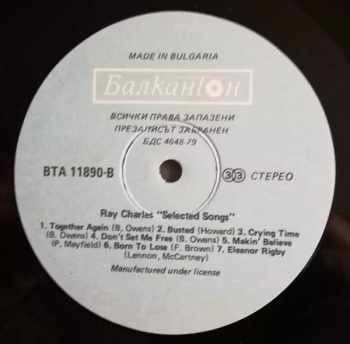 MADE IN BULGARIA
Балкантон
ВСИЧКИ ПРАВА ЗАПАЗЕНИ
ПРЕЗАПИСЪТ ЗАБРАНЕН
БДС 4648-79
BTA 11890-B
33 СТЕРЕО
Ray Charles "Selected Songs"
1. Together Again (B. Owens) 2. Busted (Howard) 3. Crying Time
(B. Owens) 4. Don't Set Me Free (B. Owens) 5. Makin' Believe
(P. Mayfield) 6. Born To Lose (F. Brown) 7. Eleanor Rigby
(Lennon, McCartney)
Manufactured under license